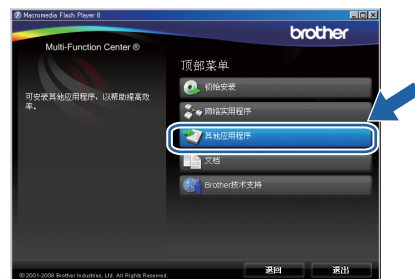 Macromedia Flash Player 8
brother
Multi-Function Center ®
顶部菜单
可安装其他应用程序，以帮助提高效
率。
初始安装
网络实用程序
其他应用程序
文档
Brother技术支持
© 2001-2008 Brother Industries, Ltd. All Rights Reserved.
退回
退出